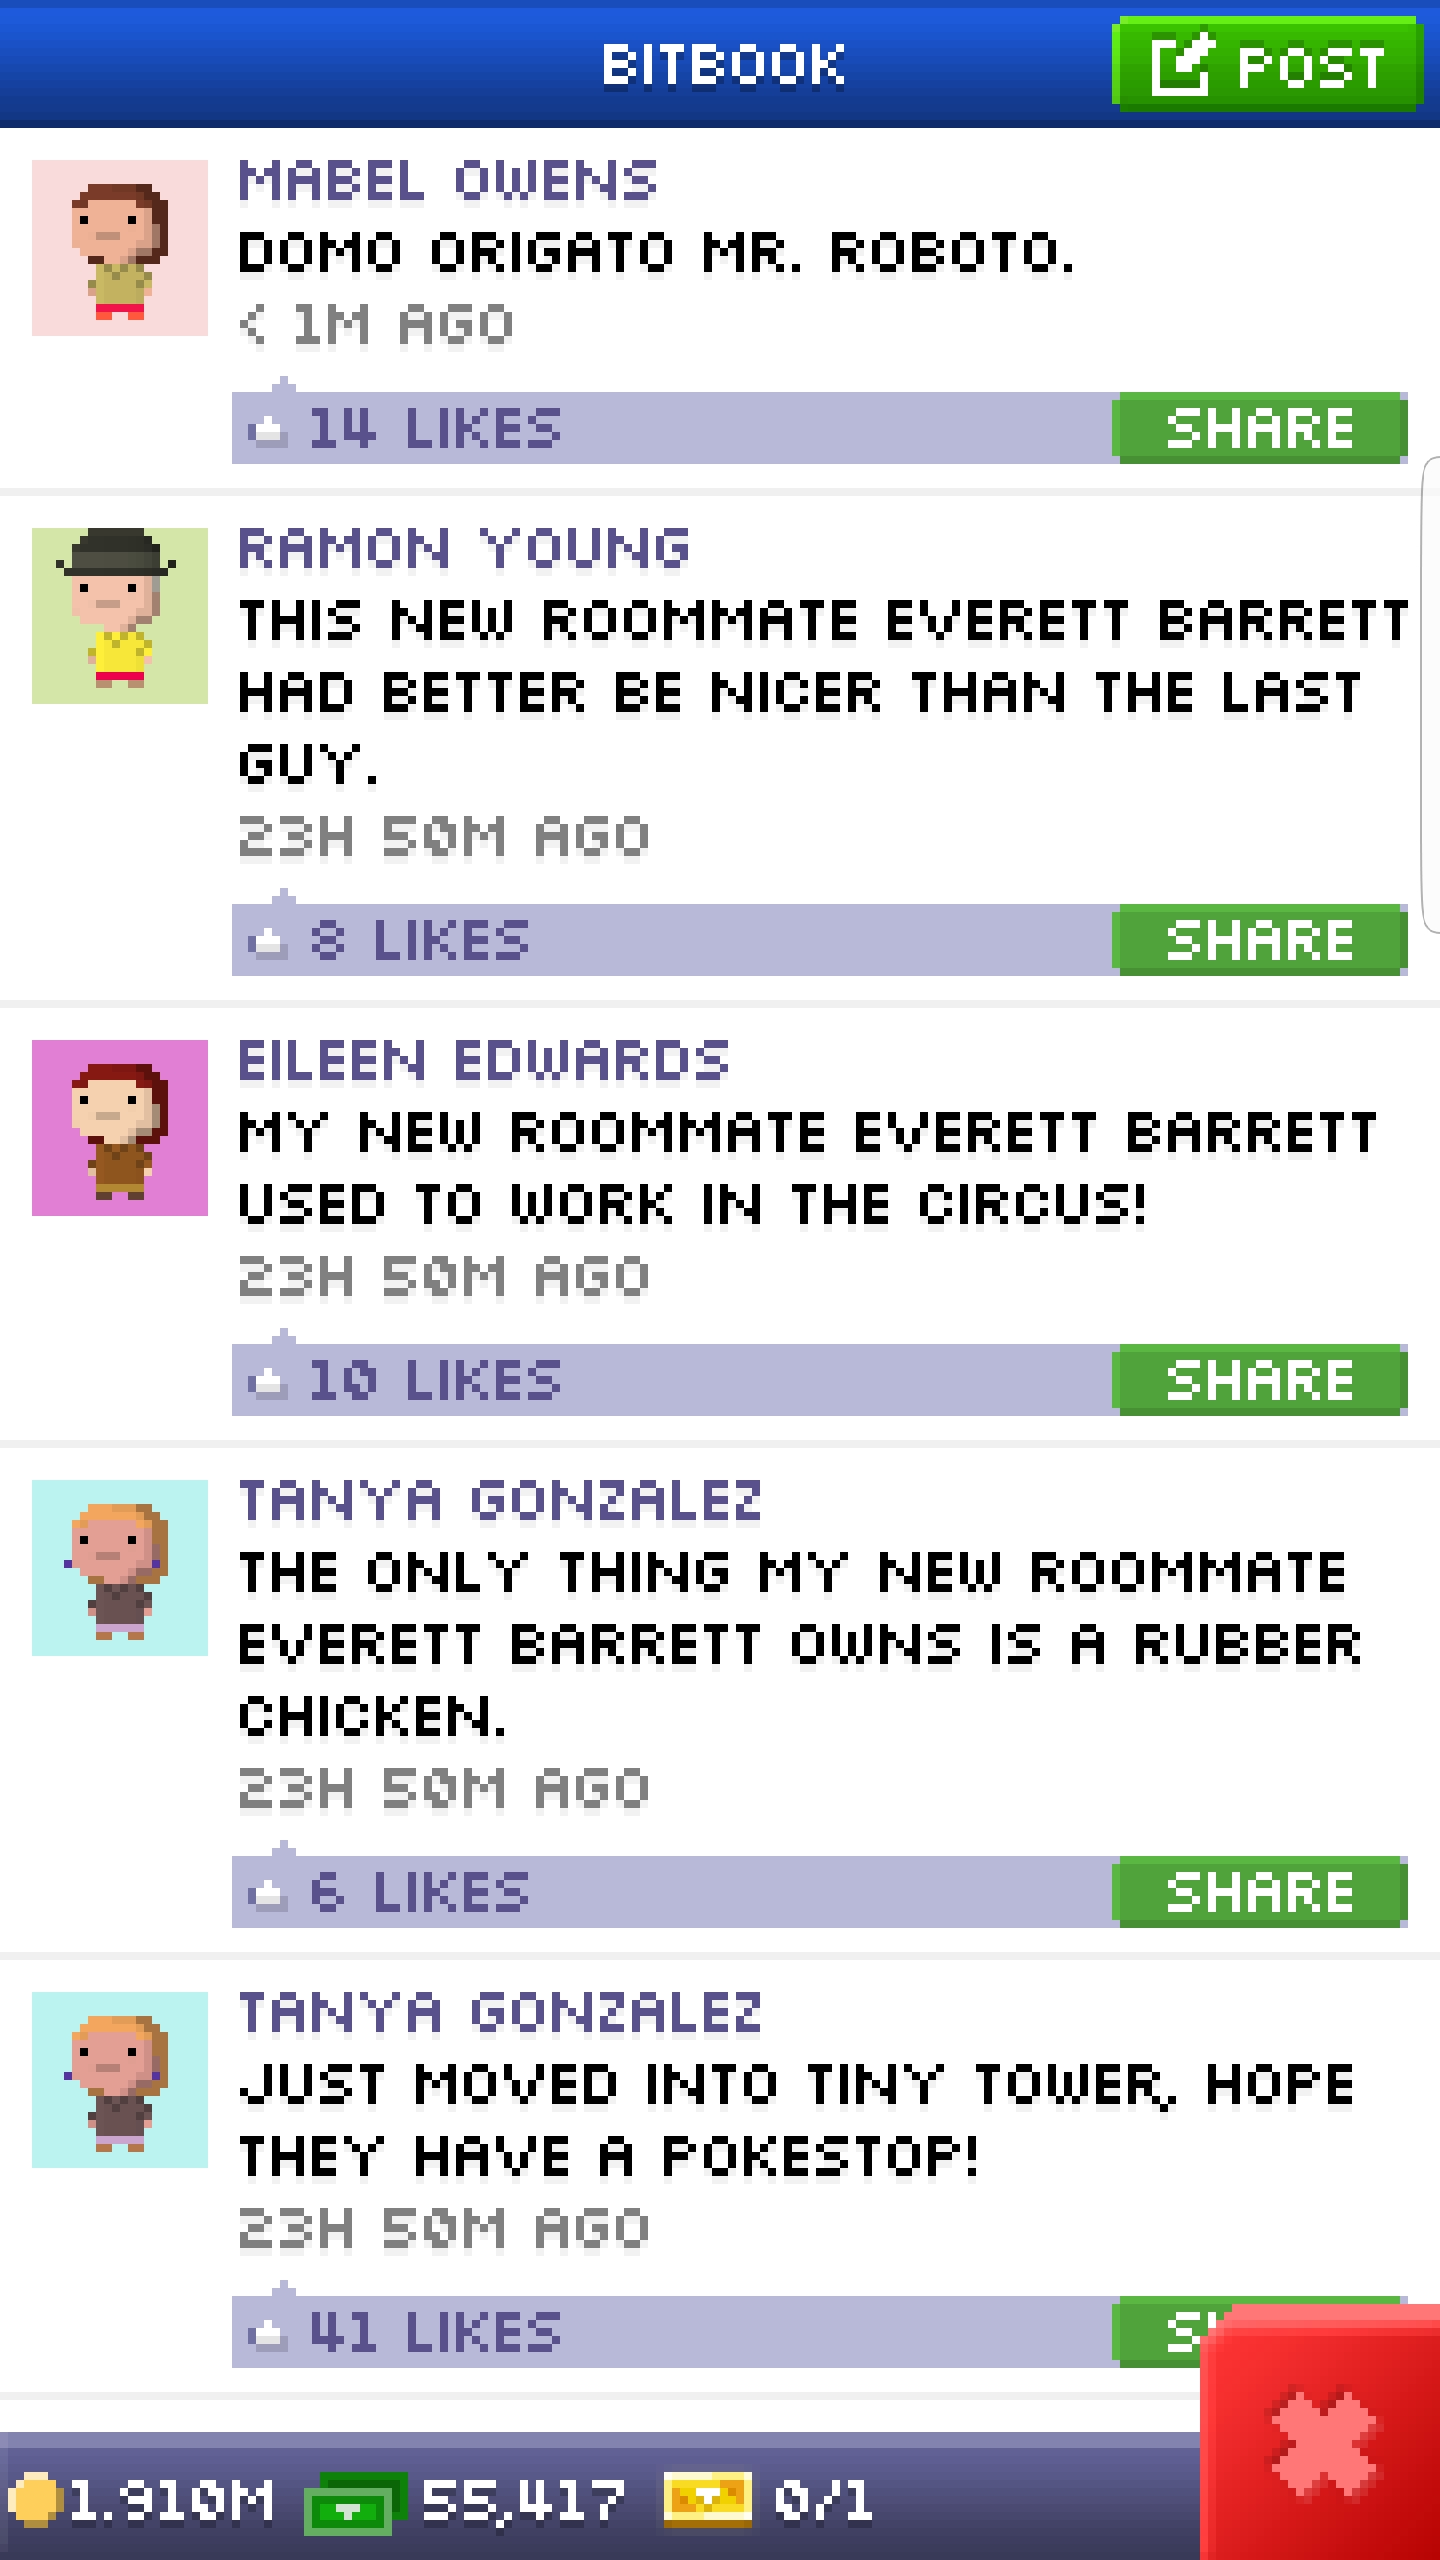 BITBOOK
POST
MABEL OWENS
DOMO ORIGATO MR. ROBOTO.
< 1M AGO
14 LIKES
SHARE
RAMON YOUNG
THIS NEW ROOMMATE EVERETT BARRETT
HAD BETTER BE NICER THAN THE LAST
GUY.
23H 50M AGO
8 LIKES
SHARE
EILEEN EDWARDS
MY NEW ROOMMATE EVERETT BARRETT
USED TO WORK IN THE CIRCUS!
23H 50M AGO
10 LIKES
SHARE
TANYA GONZALEZ
THE ONLY THING MY NEW ROOMMATE
EVERETT BARRETT OWNS IS A RUBBER
CHICKEN.
23H 50M AGO
6 LIKES
SHARE
TANYA GONZALEZ
JUST MOVED INTO TINY TOWER, HOPE
THEY HAVE A POKESTOP!
23H 50M AGO
41 LIKES
1.910M 55,417 0/1